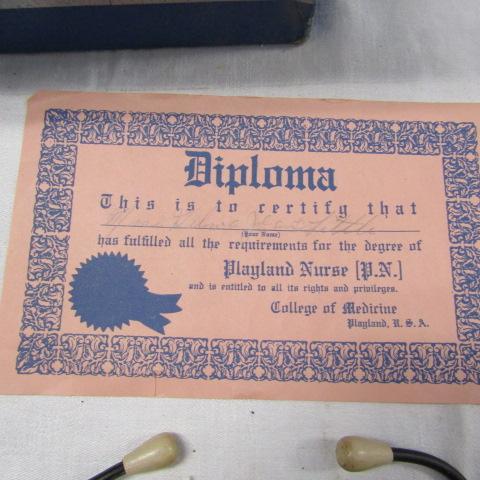 Diploma
This is to certify that
(Your Name)
has fulfilled all the requirements for the degree of
Playland Nurse [P.N.]
and is entitled to all its rights and privileges.
College of Medicine
Playland, U. S. A.